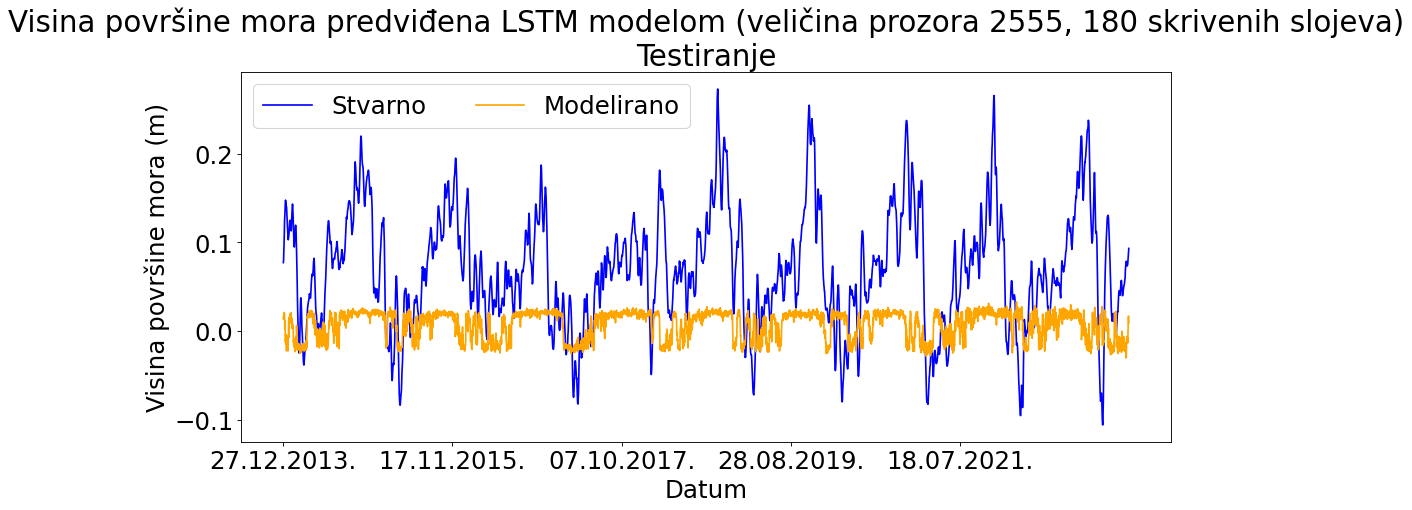 Visina površine mora predviđena LSTM modelom (veličina prozora 2555, 180 skrivenih slojeva)
Testiranje
Stvarno
Modelirano
Visina površine mora (m)
0.2
0.1
0.0
−0.1
27.12.2013.
17.11.2015.
07.10.2017.
28.08.2019.
18.07.2021.
Datum